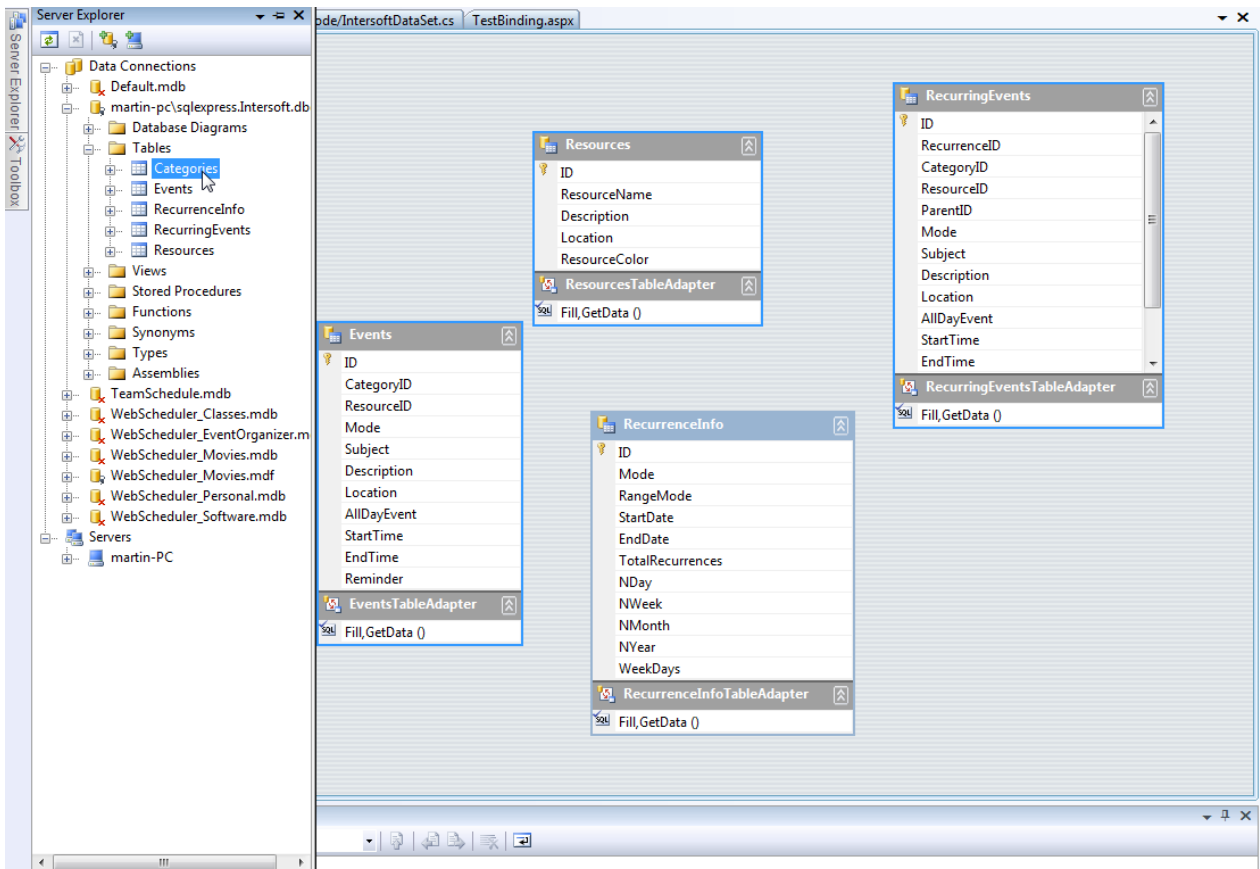 Server Explorer
ode/IntersoftDataSet.cs
TestBinding.aspx
Server Explorer
Toolbox
Data Connections
Default.mdb
martin-pc\sqlexpress.Intersoft.db
Database Diagrams
Tables
Categories
Events
RecurrenceInfo
RecurringEvents
Resources
Views
Stored Procedures
Functions
Synonyms
Types
Assemblies
TeamSchedule.mdb
WebScheduler_Classes.mdb
WebScheduler_EventOrganizer.m
WebScheduler_Movies.mdb
WebScheduler_Movies.mdf
WebScheduler_Personal.mdb
WebScheduler_Software.mdb
Servers
martin-PC
Events
ID
CategoryID
ResourceID
Mode
Subject
Description
Location
AllDayEvent
StartTime
EndTime
Reminder
EventsTableAdapter
SQL Fill,GetData ()
Resources
ID
ResourceName
Description
Location
ResourceColor
ResourcesTableAdapter
SQL Fill,GetData ()
RecurrenceInfo
ID
Mode
RangeMode
StartDate
EndDate
TotalRecurrences
NDay
NWeek
NMonth
NYear
WeekDays
RecurrenceInfoTableAdapter
SQL Fill,GetData ()
RecurringEvents
ID
RecurrenceID
CategoryID
ResourceID
ParentID
Mode
Subject
Description
Location
AllDayEvent
StartTime
EndTime
RecurringEventsTableAdapter
SQL Fill,GetData ()